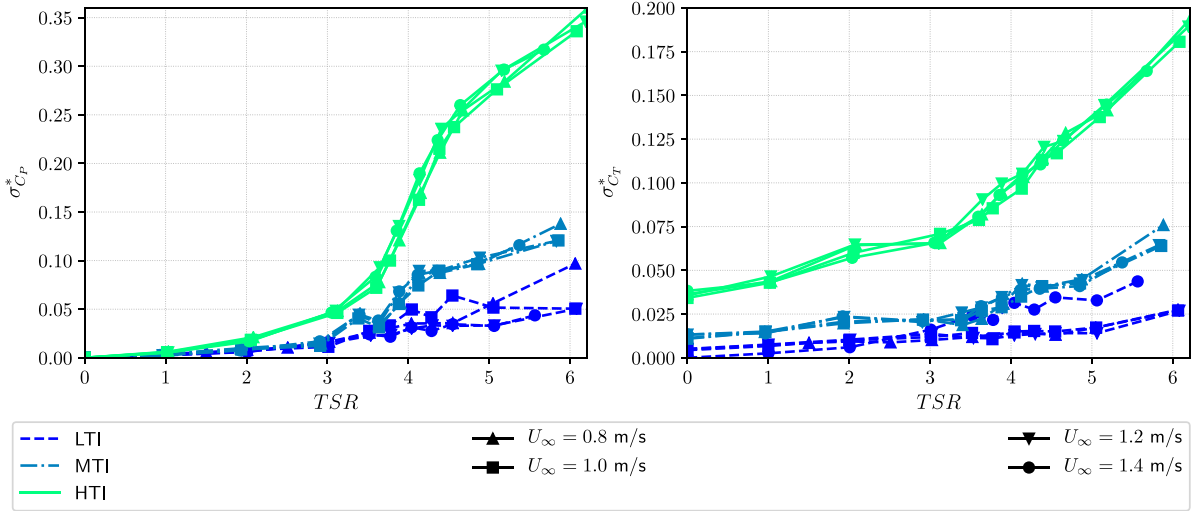 0.35
0.30
0.25
0.20
0.15
0.10
0.05
0.00
σ*_{C_P}
0 1 2 3 4 5 6
TSR
0.200
0.175
0.150
0.125
0.100
0.075
0.050
0.025
0.000
σ*_{C_T}
0 1 2 3 4 5 6
TSR
LTI
MTI
HTI
U∞ = 0.8 m/s
U∞ = 1.0 m/s
U∞ = 1.2 m/s
U∞ = 1.4 m/s